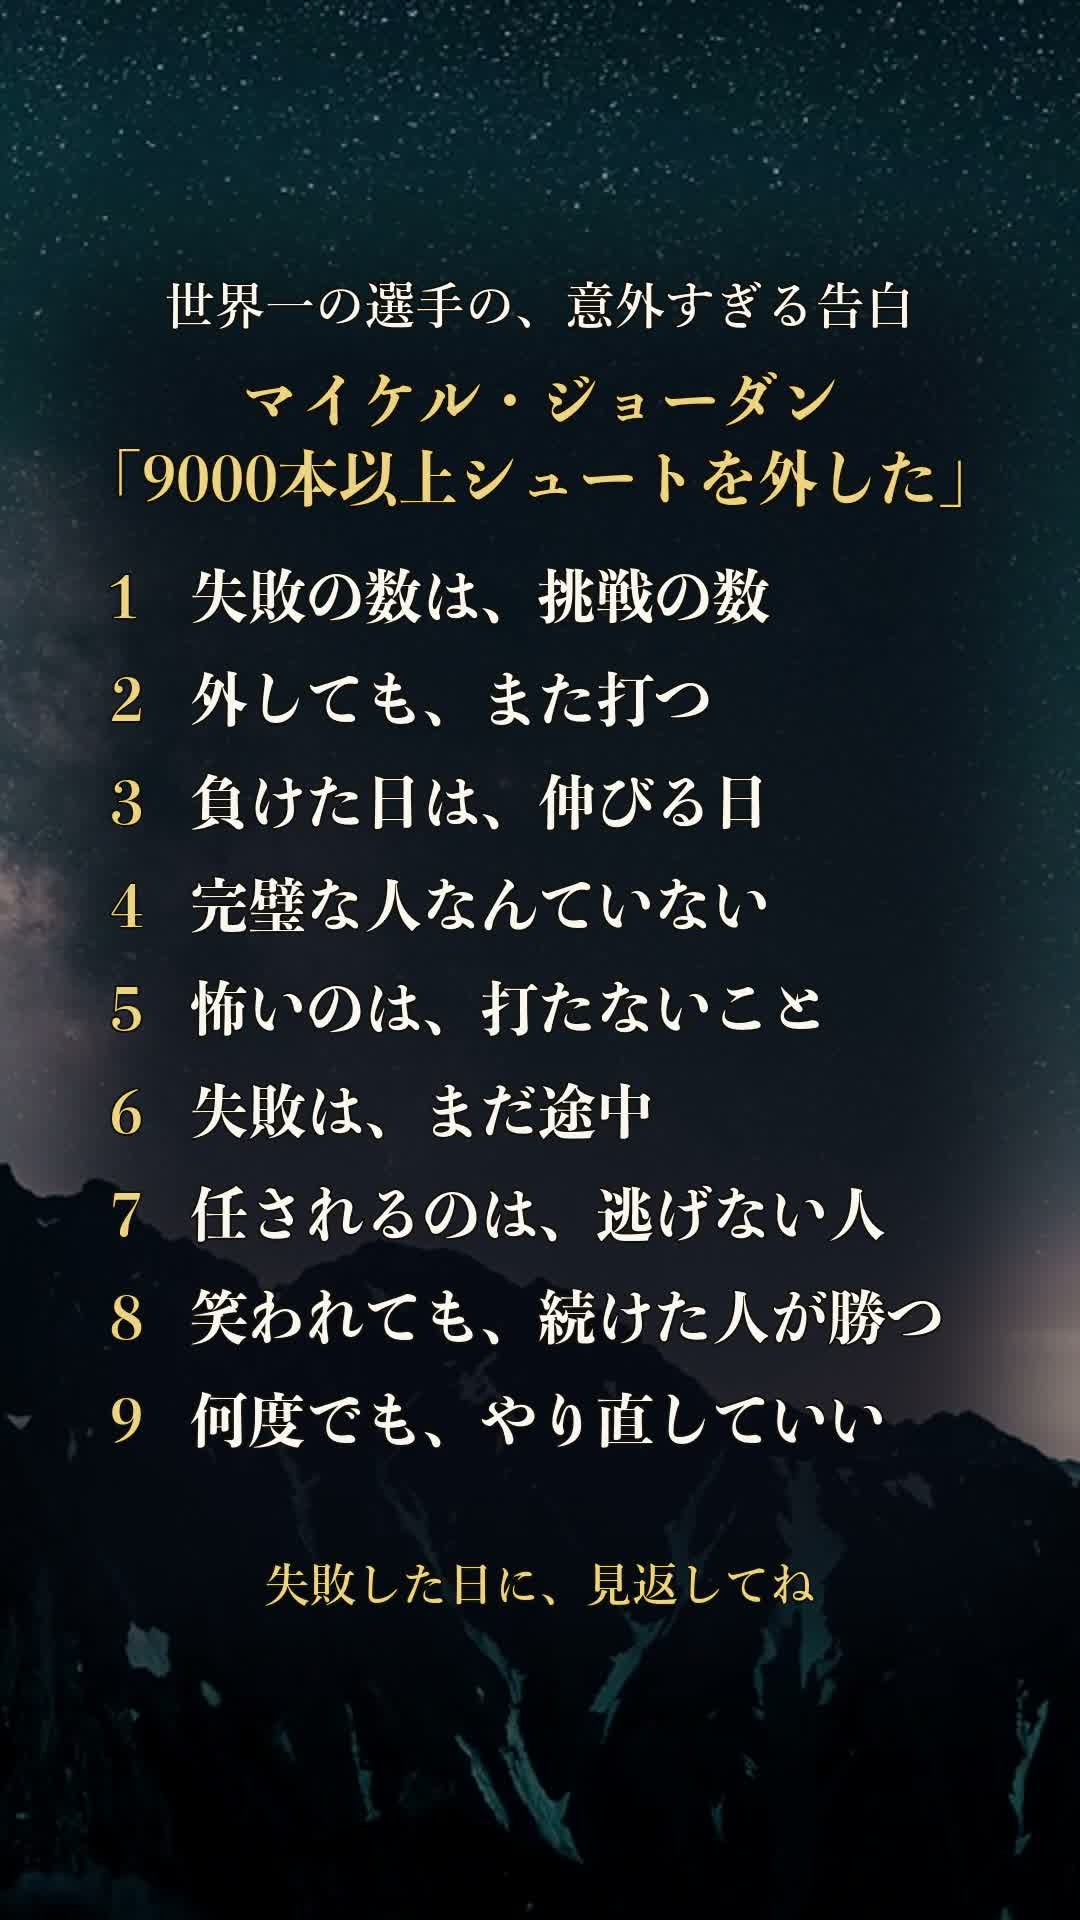 世界一の選手の、意外すぎる告白
マイケル・ジョーダン
「9000本以上シュートを外した」
1 失敗の数は、挑戦の数
2 外しても、また打つ
3 負けた日は、伸びる日
4 完璧な人なんていない
5 怖いのは、打たないこと
6 失敗は、まだ途中
7 任されるのは、逃げない人
8 笑われても、続けた人が勝つ
9 何度でも、やり直していい
失敗した日に、見返してね